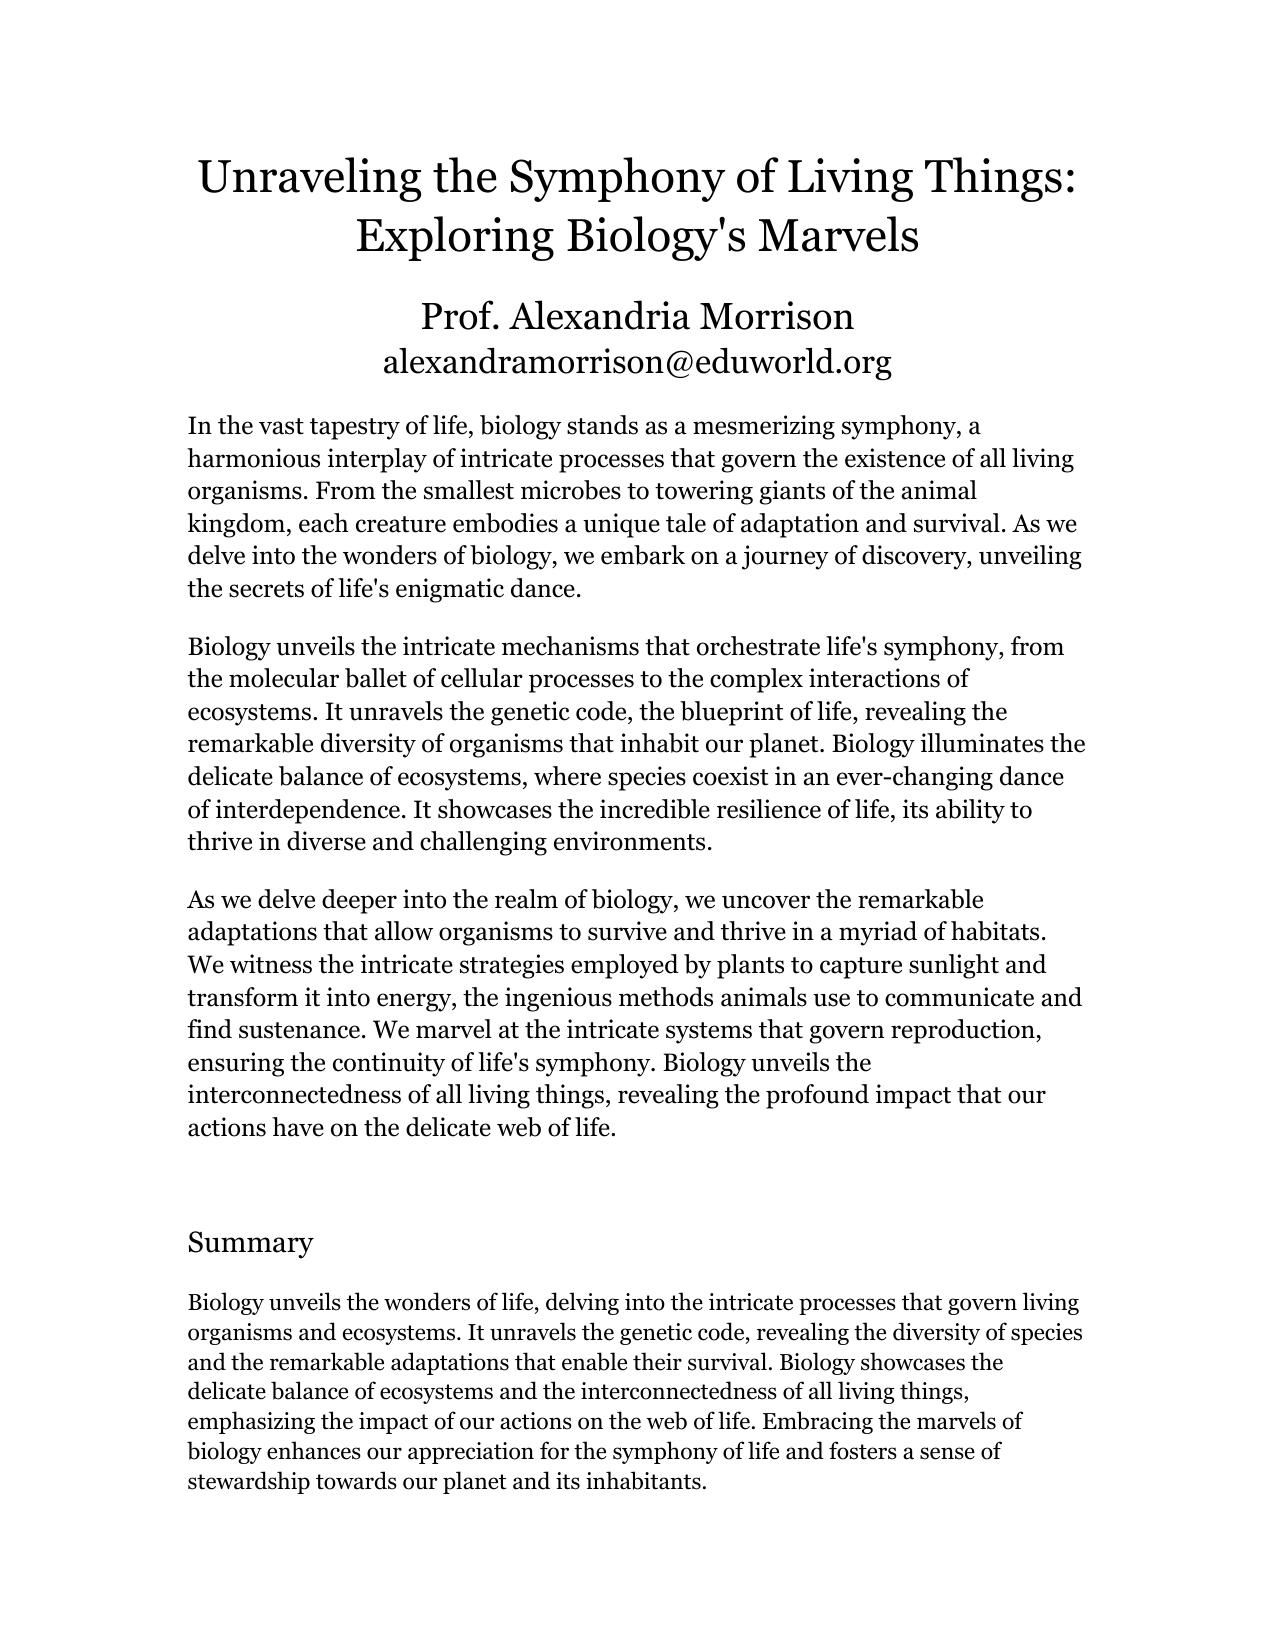 Unraveling the Symphony of Living Things:
Exploring Biology's Marvels
Prof. Alexandria Morrison
alexandramorrison@eduworld.org
In the vast tapestry of life, biology stands as a mesmerizing symphony, a
harmonious interplay of intricate processes that govern the existence of all living
organisms. From the smallest microbes to towering giants of the animal
kingdom, each creature embodies a unique tale of adaptation and survival. As we
delve into the wonders of biology, we embark on a journey of discovery, unveiling
the secrets of life's enigmatic dance.
Biology unveils the intricate mechanisms that orchestrate life's symphony, from
the molecular ballet of cellular processes to the complex interactions of
ecosystems. It unravels the genetic code, the blueprint of life, revealing the
remarkable diversity of organisms that inhabit our planet. Biology illuminates the
delicate balance of ecosystems, where species coexist in an ever-changing dance
of interdependence. It showcases the incredible resilience of life, its ability to
thrive in diverse and challenging environments.
As we delve deeper into the realm of biology, we uncover the remarkable
adaptations that allow organisms to survive and thrive in a myriad of habitats.
We witness the intricate strategies employed by plants to capture sunlight and
transform it into energy, the ingenious methods animals use to communicate and
find sustenance. We marvel at the intricate systems that govern reproduction,
ensuring the continuity of life's symphony. Biology unveils the
interconnectedness of all living things, revealing the profound impact that our
actions have on the delicate web of life.
Summary
Biology unveils the wonders of life, delving into the intricate processes that govern living
organisms and ecosystems. It unravels the genetic code, revealing the diversity of species
and the remarkable adaptations that enable their survival. Biology showcases the
delicate balance of ecosystems and the interconnectedness of all living things,
emphasizing the impact of our actions on the web of life. Embracing the marvels of
biology enhances our appreciation for the symphony of life and fosters a sense of
stewardship towards our planet and its inhabitants.